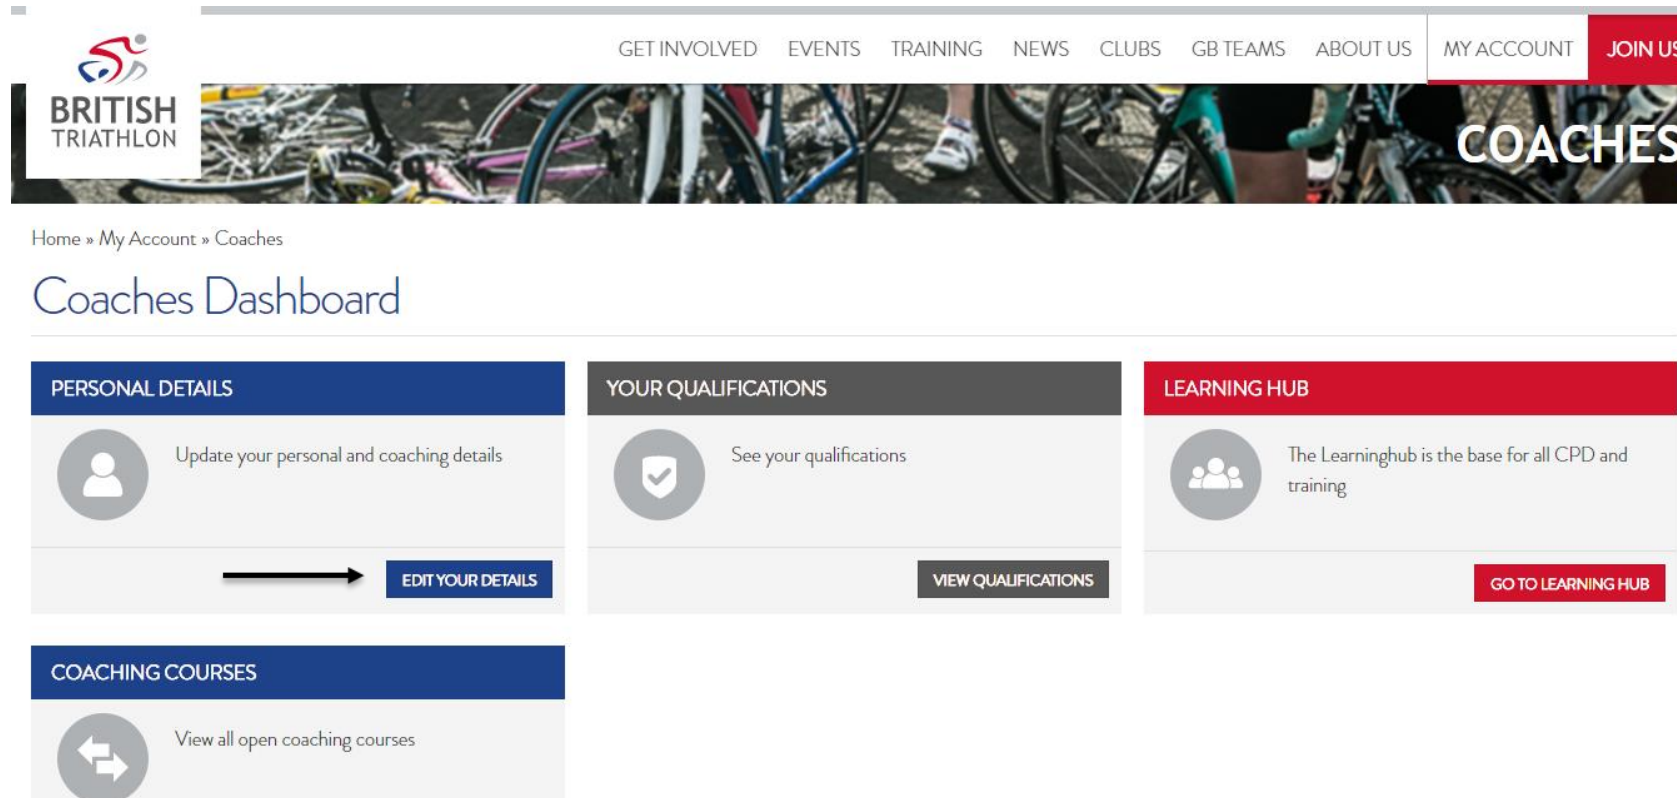 GET INVOLVED EVENTS TRAINING NEWS CLUBS GB TEAMS ABOUT US MY ACCOUNT JOIN US
BRITISH
TRIATHLON
COACHES
Home » My Account » Coaches
Coaches Dashboard
PERSONAL DETAILS
Update your personal and coaching details
EDIT YOUR DETAILS
YOUR QUALIFICATIONS
See your qualifications
VIEW QUALIFICATIONS
LEARNING HUB
The Learninghub is the base for all CPD and
training
GO TO LEARNING HUB
COACHING COURSES
View all open coaching courses